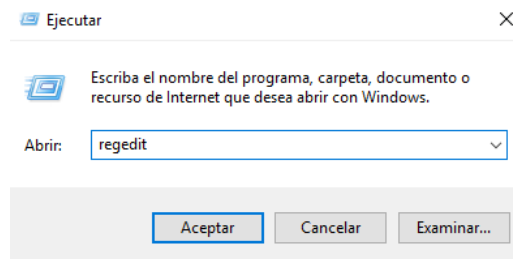 Ejecutar
Escriba el nombre del programa, carpeta, documento o
recurso de Internet que desea abrir con Windows.
Abrir: regedit
Aceptar Cancelar Examinar...